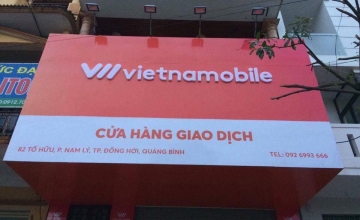 vietnamobile
CỬA HÀNG GIAO DỊCH
82 TỐ HỮU, P. NAM LÝ, TP. ĐỒNG HỚI, QUẢNG BÌNH
TEL: 092 6993 666